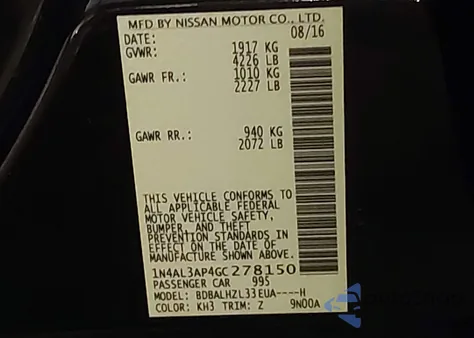 MFD BY NISSAN MOTOR CO., LTD.
DATE: 08/16
GVWR: 1917 KG
4226 LB
GAWR FR.: 1010 KG
2227 LB
GAWR RR.: 940 KG
2072 LB
THIS VEHICLE CONFORMS TO
ALL APPLICABLE FEDERAL
MOTOR VEHICLE SAFETY,
BUMPER, AND THEFT
PREVENTION STANDARDS IN
EFFECT ON THE DATE OF
MANUFACTURE SHOWN ABOVE.
1N4AL3AP4GC278150
PASSENGER CAR 995
MODEL: BDBALHZL33EUA----H
COLOR: KH3 TRIM: Z 9N00A